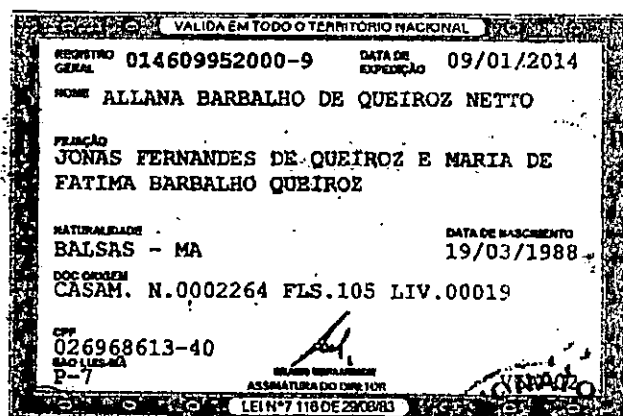 VALIDA EM TODO O TERRITÓRIO NACIONAL
REGISTRO GERAL 014609952000-9 DATA DE EXPEDIÇÃO 09/01/2014
NOME ALLANA BARBALHO DE QUEIROZ NETTO
FILIAÇÃO
JONAS FERNANDES DE QUEIROZ E MARIA DE
FATIMA BARBALHO QUEIROZ
NATURALIDADE DATA DE NASCIMENTO
BALSAS - MA 19/03/1988
DOC ORIGEM
CASAM. N.0002264 FLS.105 LIV.00019
CPF
026968613-40
SAO LUIS-MA
P-7
ASSINATURA DO DIRETOR
LEI Nº 7 116 DE 29/08/83